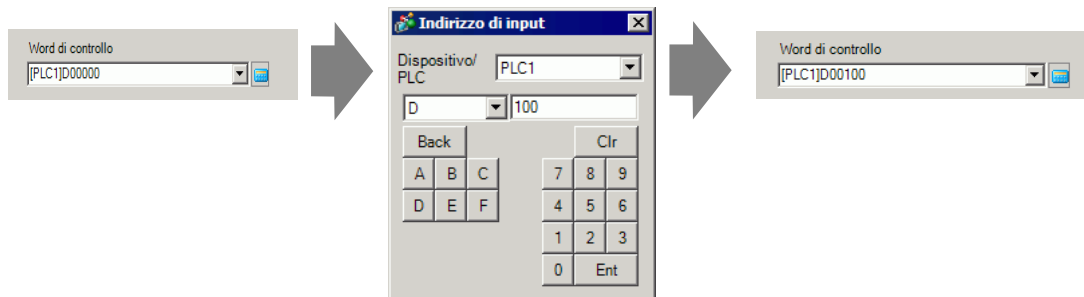 Word di controllo
[PLC1]D00000
Indirizzo di input
Dispositivo/
PLC
PLC1
D
100
Back
Clr
A B C 7 8 9
D E F 4 5 6
1 2 3
0 Ent
Word di controllo
[PLC1]D00100